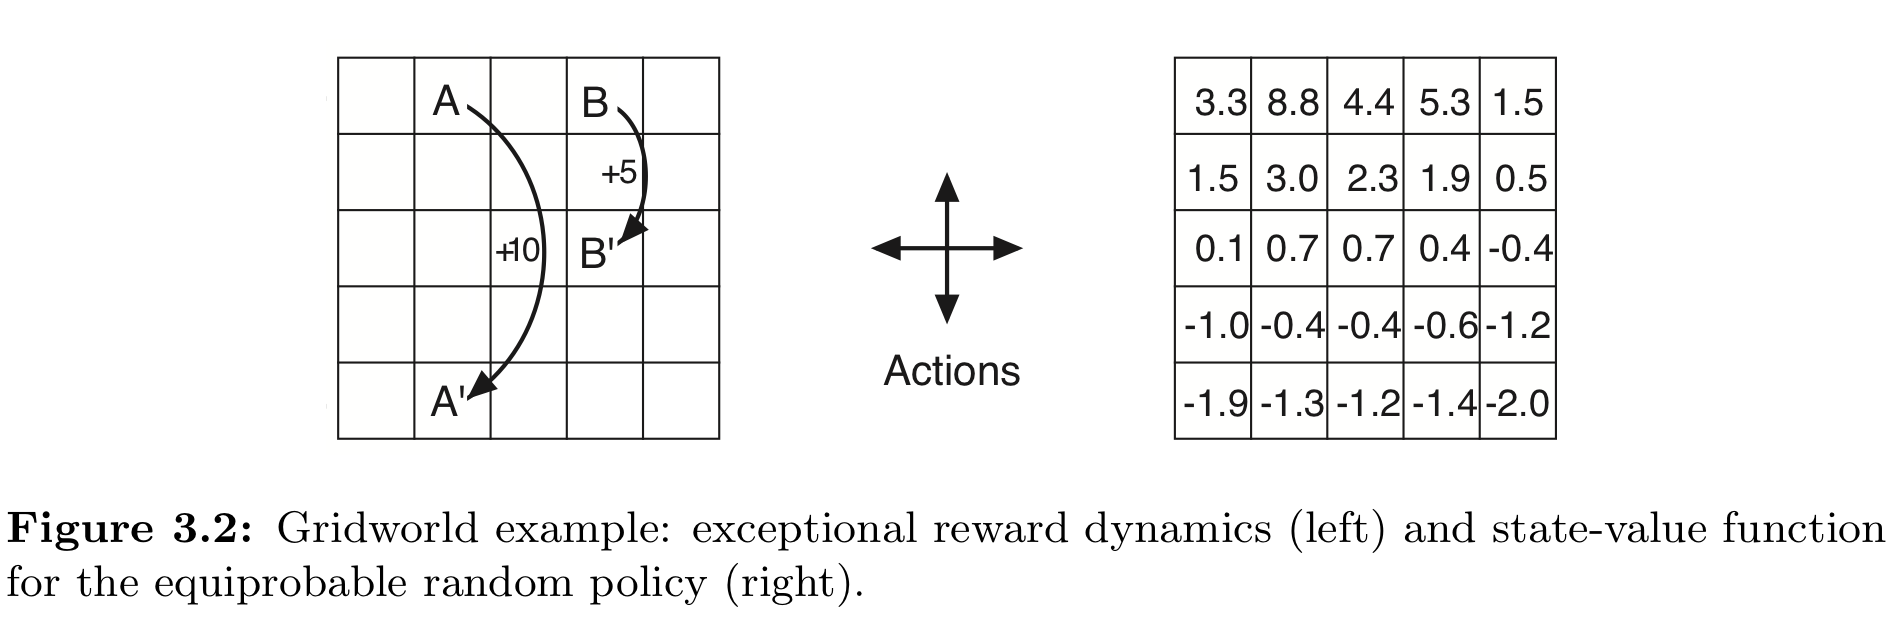 A B
+5
+10 B'
A'
Actions
3.3 8.8 4.4 5.3 1.5
1.5 3.0 2.3 1.9 0.5
0.1 0.7 0.7 0.4 -0.4
-1.0 -0.4 -0.4 -0.6 -1.2
-1.9 -1.3 -1.2 -1.4 -2.0
Figure 3.2: Gridworld example: exceptional reward dynamics (left) and state-value function
for the equiprobable random policy (right).